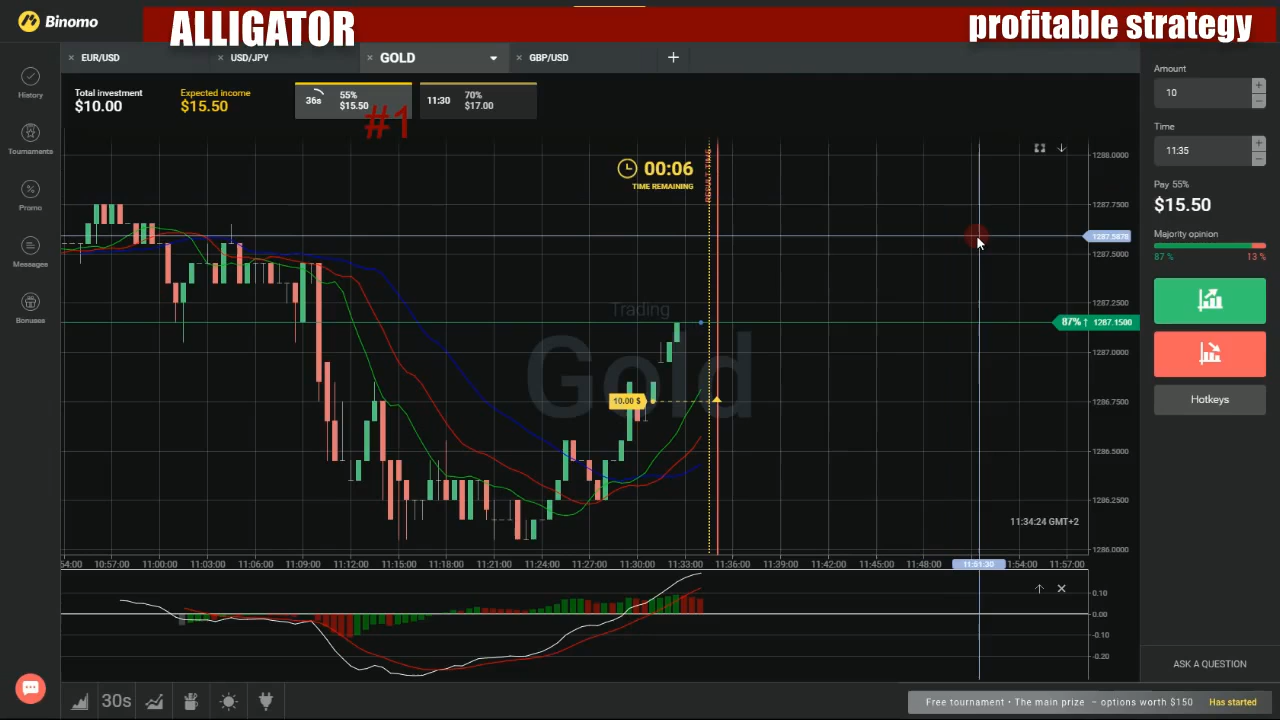 Binomo
ALLIGATOR
profitable strategy
EUR/USD
USD/JPY
GOLD
GBP/USD
History
Tournaments
Promo
Messages
Bonuses
Total investment
$10.00
Expected income
$15.50
36s
55%
$15.50
11:30
70%
$17.00
#1
00:06
TIME REMAINING
RESULT TIME
Trading
Gold
10.00 $
1288.0000
1287.7500
1287.5878
1287.5000
1287.2500
87% ↑ 1287.1500
1287.0000
1286.7500
1286.5000
1286.2500
1286.0000
11:34:24 GMT+2
:54:00 10:57:00 11:00:00 11:03:00 11:06:00 11:09:00 11:12:00 11:15:00 11:18:00 11:21:00 11:24:00 11:27:00 11:30:00 11:33:00 11:36:00 11:39:00 11:42:00 11:45:00 11:48:00 11:51:30 11:54:00 11:57:00
0.10
0.00
-0.10
-0.20
30s
Amount
10
Time
11:35
Pay 55%
$15.50
Majority opinion
87 % 13 %
Hotkeys
ASK A QUESTION
Free tournament • The main prize – options worth $150 Has started